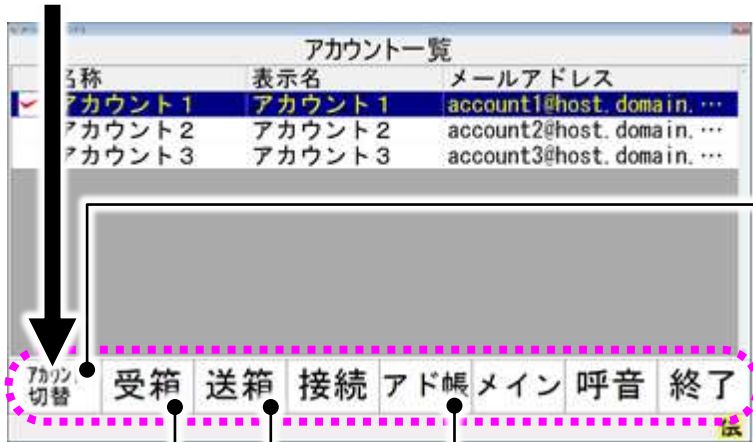 アカウント一覧
名称 表示名 メールアドレス
アカウント1 アカウント1 account1@host.domain.…
アカウント2 アカウント2 account2@host.domain.…
アカウント3 アカウント3 account3@host.domain.…
アカウン
切替 受箱 送箱 接続 アド帳 メイン 呼音 終了
伝